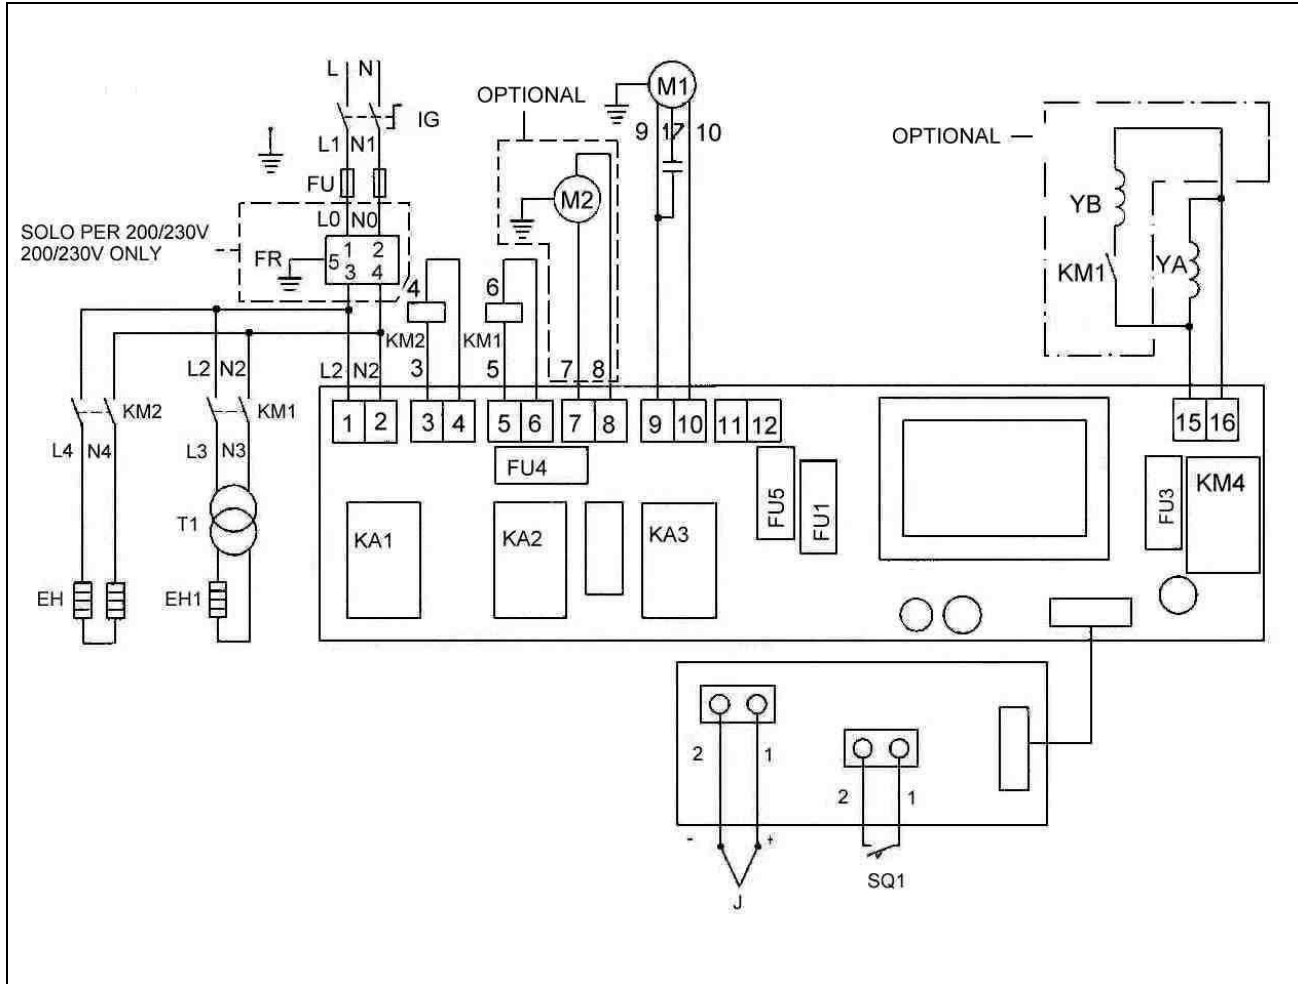 L N
M1
OPTIONAL
IG
9 17 10
OPTIONAL
L1 N1
FU
M2
YB
L0 N0
SOLO PER 200/230V
200/230V ONLY
FR
1 2
5
3 4
KM1
YA
4
6
KM2
KM1
L2 N2
L2 N2
3
5
7 8
KM2
KM1
1 2 3 4 5 6 7 8 9 10 11 12 15 16
L4 N4
L3 N3
FU4
FU5
FU1
FU3
KM4
T1
KA1
KA2
KA3
EH
EH1
2 1
2 1
- +
SQ1
J